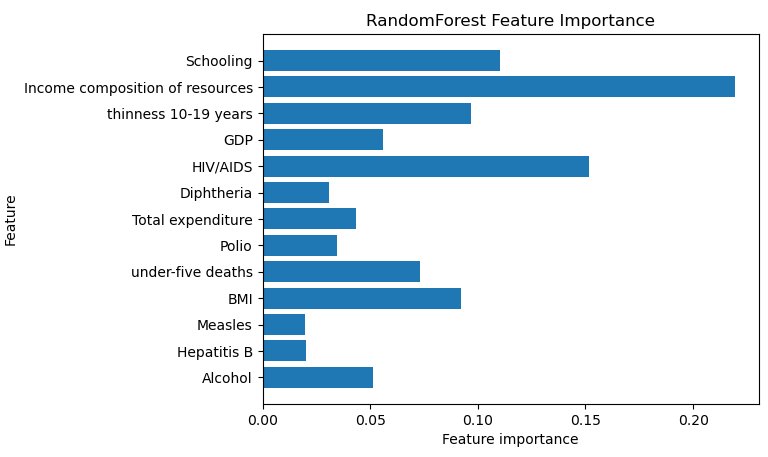 RandomForest Feature Importance
Feature
Schooling
Income composition of resources
thinness 10-19 years
GDP
HIV/AIDS
Diphtheria
Total expenditure
Polio
under-five deaths
BMI
Measles
Hepatitis B
Alcohol
0.00 0.05 0.10 0.15 0.20
Feature importance